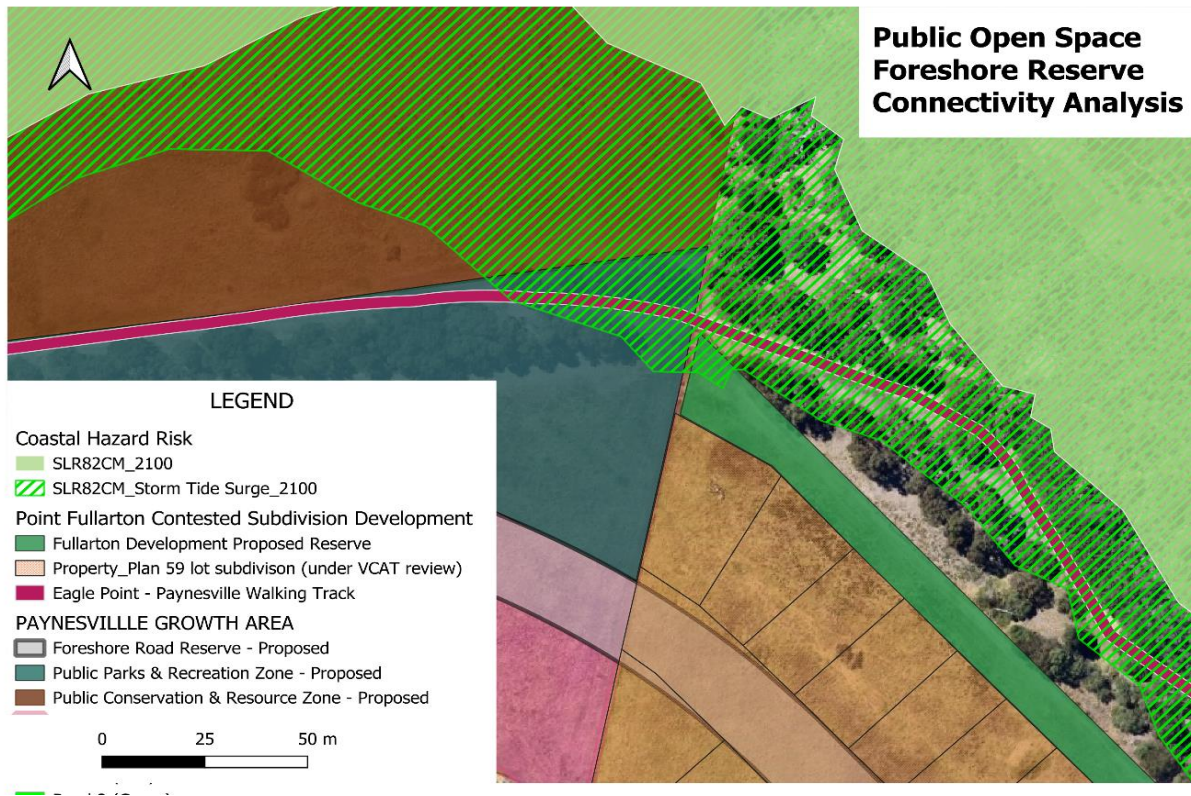 Public Open Space
Foreshore Reserve
Connectivity Analysis
LEGEND
Coastal Hazard Risk
SLR82CM_2100
SLR82CM_Storm Tide Surge_2100
Point Fullarton Contested Subdivision Development
Fullarton Development Proposed Reserve
Property_Plan 59 lot subdivison (under VCAT review)
Eagle Point - Paynesville Walking Track
PAYNESVILLLE GROWTH AREA
Foreshore Road Reserve - Proposed
Public Parks & Recreation Zone - Proposed
Public Conservation & Resource Zone - Proposed
0 25 50 m